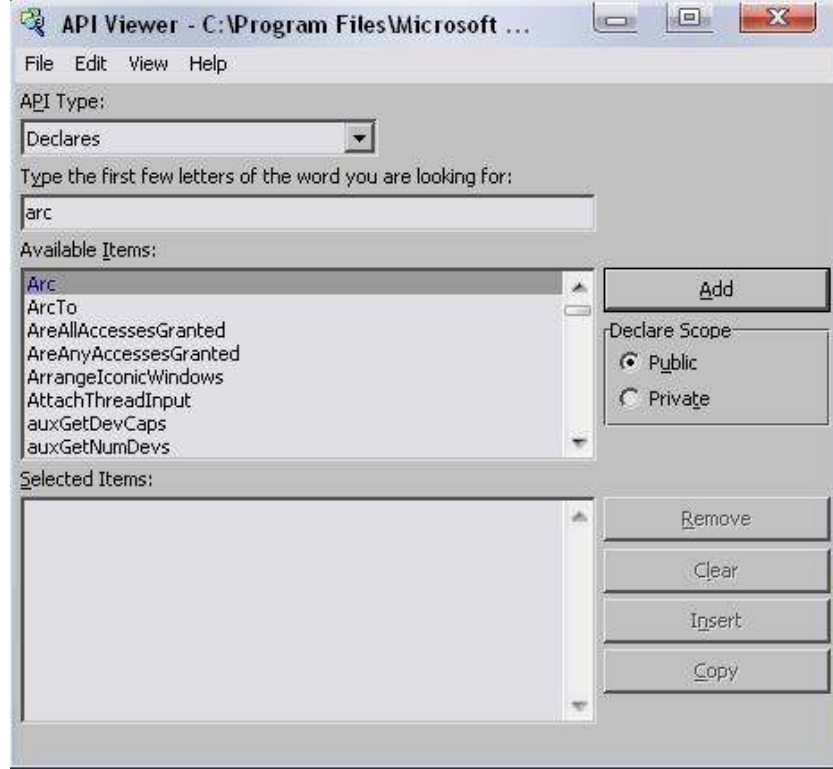 API Viewer - C:\Program Files\Microsoft ...
File Edit View Help
API Type:
Declares
Type the first few letters of the word you are looking for:
arc
Available Items:
Arc
ArcTo
AreAllAccessesGranted
AreAnyAccessesGranted
ArrangeIconicWindows
AttachThreadInput
auxGetDevCaps
auxGetNumDevs
Add
Declare Scope
Public
Private
Selected Items:
Remove
Clear
Insert
Copy